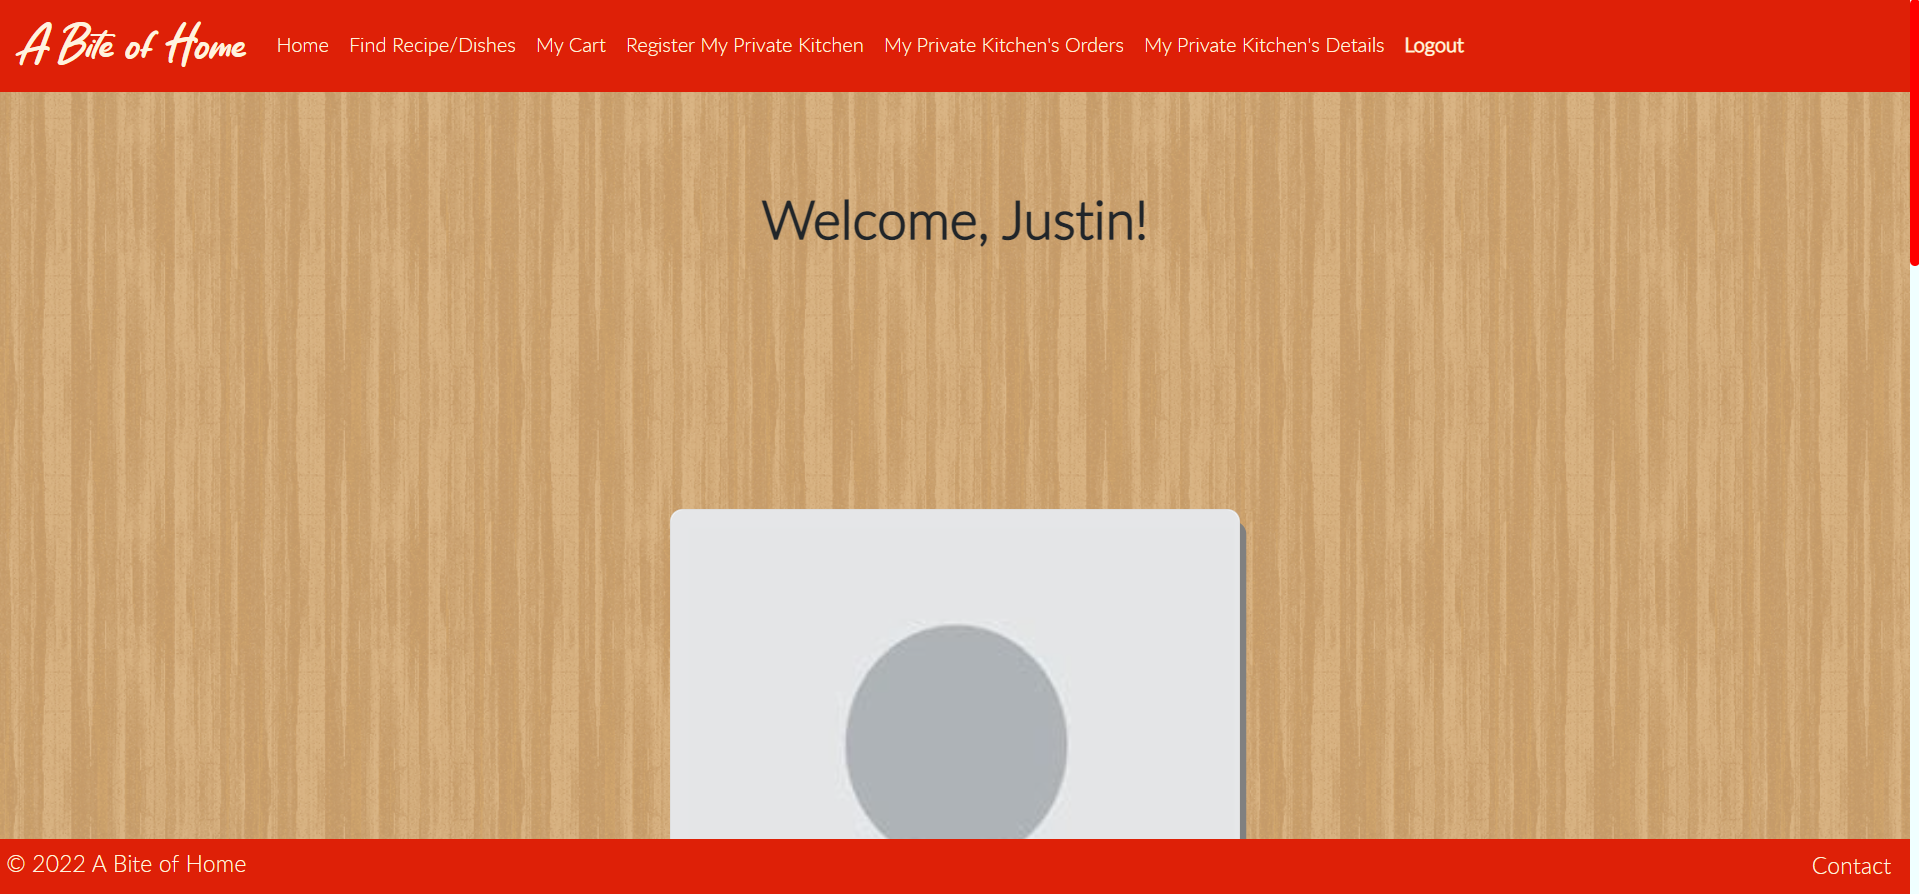 A Bite of Home Home Find Recipe/Dishes My Cart Register My Private Kitchen My Private Kitchen's Orders My Private Kitchen's Details Logout
Welcome, Justin!
© 2022 A Bite of Home Contact